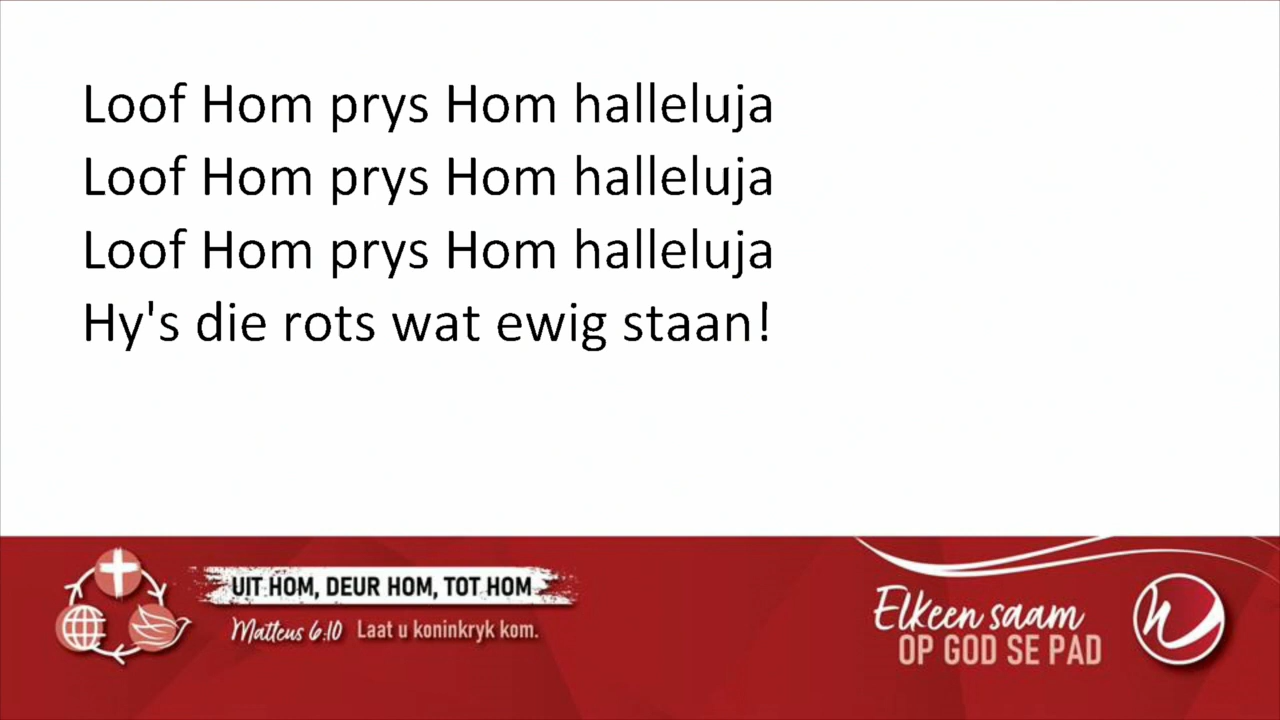 Loof Hom prys Hom halleluja
Loof Hom prys Hom halleluja
Loof Hom prys Hom halleluja
Hy's die rots wat ewig staan!
UIT HOM, DEUR HOM, TOT HOM
Matteus 6:10 Laat u koninkryk kom.
Elkeen saam
OP GOD SE PAD